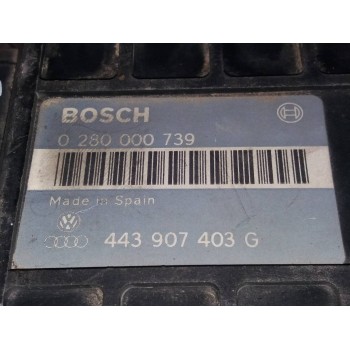 BOSCH
0 280 000 739
Made in Spain
443 907 403 G